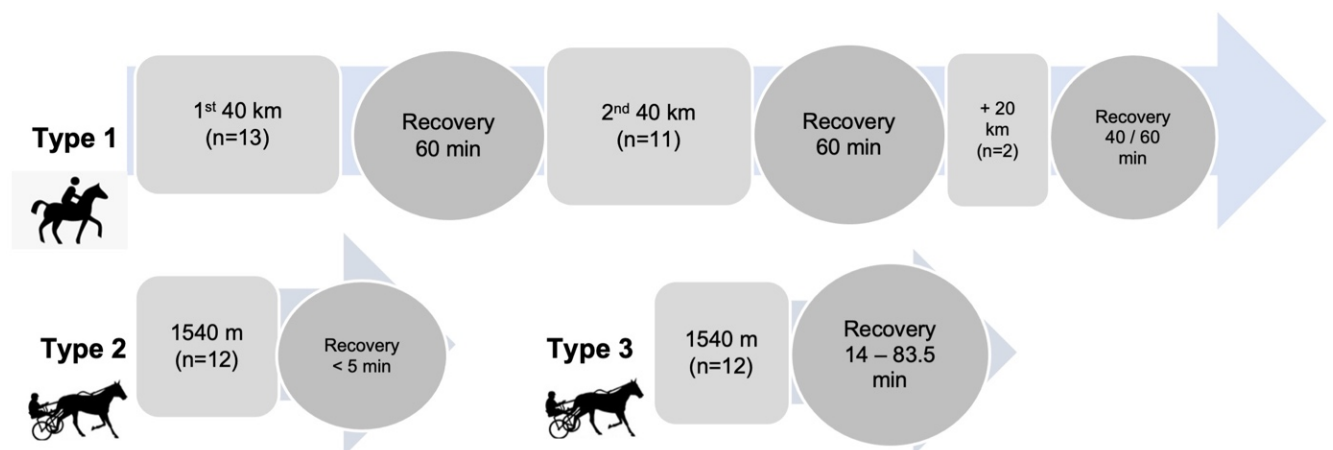 Type 1
1st 40 km
(n=13)
Recovery
60 min
2nd 40 km
(n=11)
Recovery
60 min
+ 20
km
(n=2)
Recovery
40 / 60
min
Type 2
1540 m
(n=12)
Recovery
< 5 min
Type 3
1540 m
(n=12)
Recovery
14 – 83.5
min